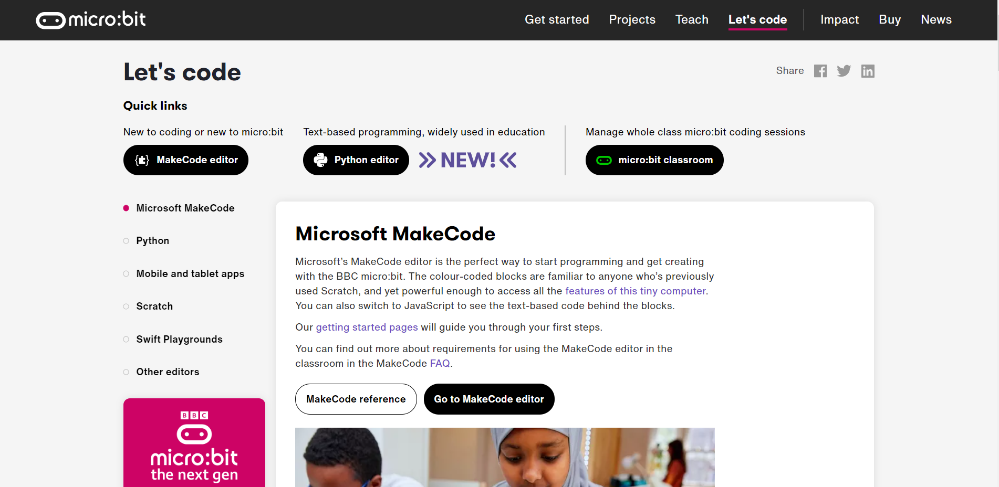 micro:bit
Get started Projects Teach Let's code Impact Buy News
Let's code
Share
Quick links
New to coding or new to micro:bit
MakeCode editor
Text-based programming, widely used in education
Python editor
>> NEW! <<
Manage whole class micro:bit coding sessions
micro:bit classroom
Microsoft MakeCode
Python
Mobile and tablet apps
Scratch
Swift Playgrounds
Other editors
BBC
micro:bit
the next gen
Microsoft MakeCode
Microsoft’s MakeCode editor is the perfect way to start programming and get creating
with the BBC micro:bit. The colour-coded blocks are familiar to anyone who’s previously
used Scratch, and yet powerful enough to access all the features of this tiny computer.
You can also switch to JavaScript to see the text-based code behind the blocks.
Our getting started pages will guide you through your first steps.
You can find out more about requirements for using the MakeCode editor in the
classroom in the MakeCode FAQ.
MakeCode reference
Go to MakeCode editor